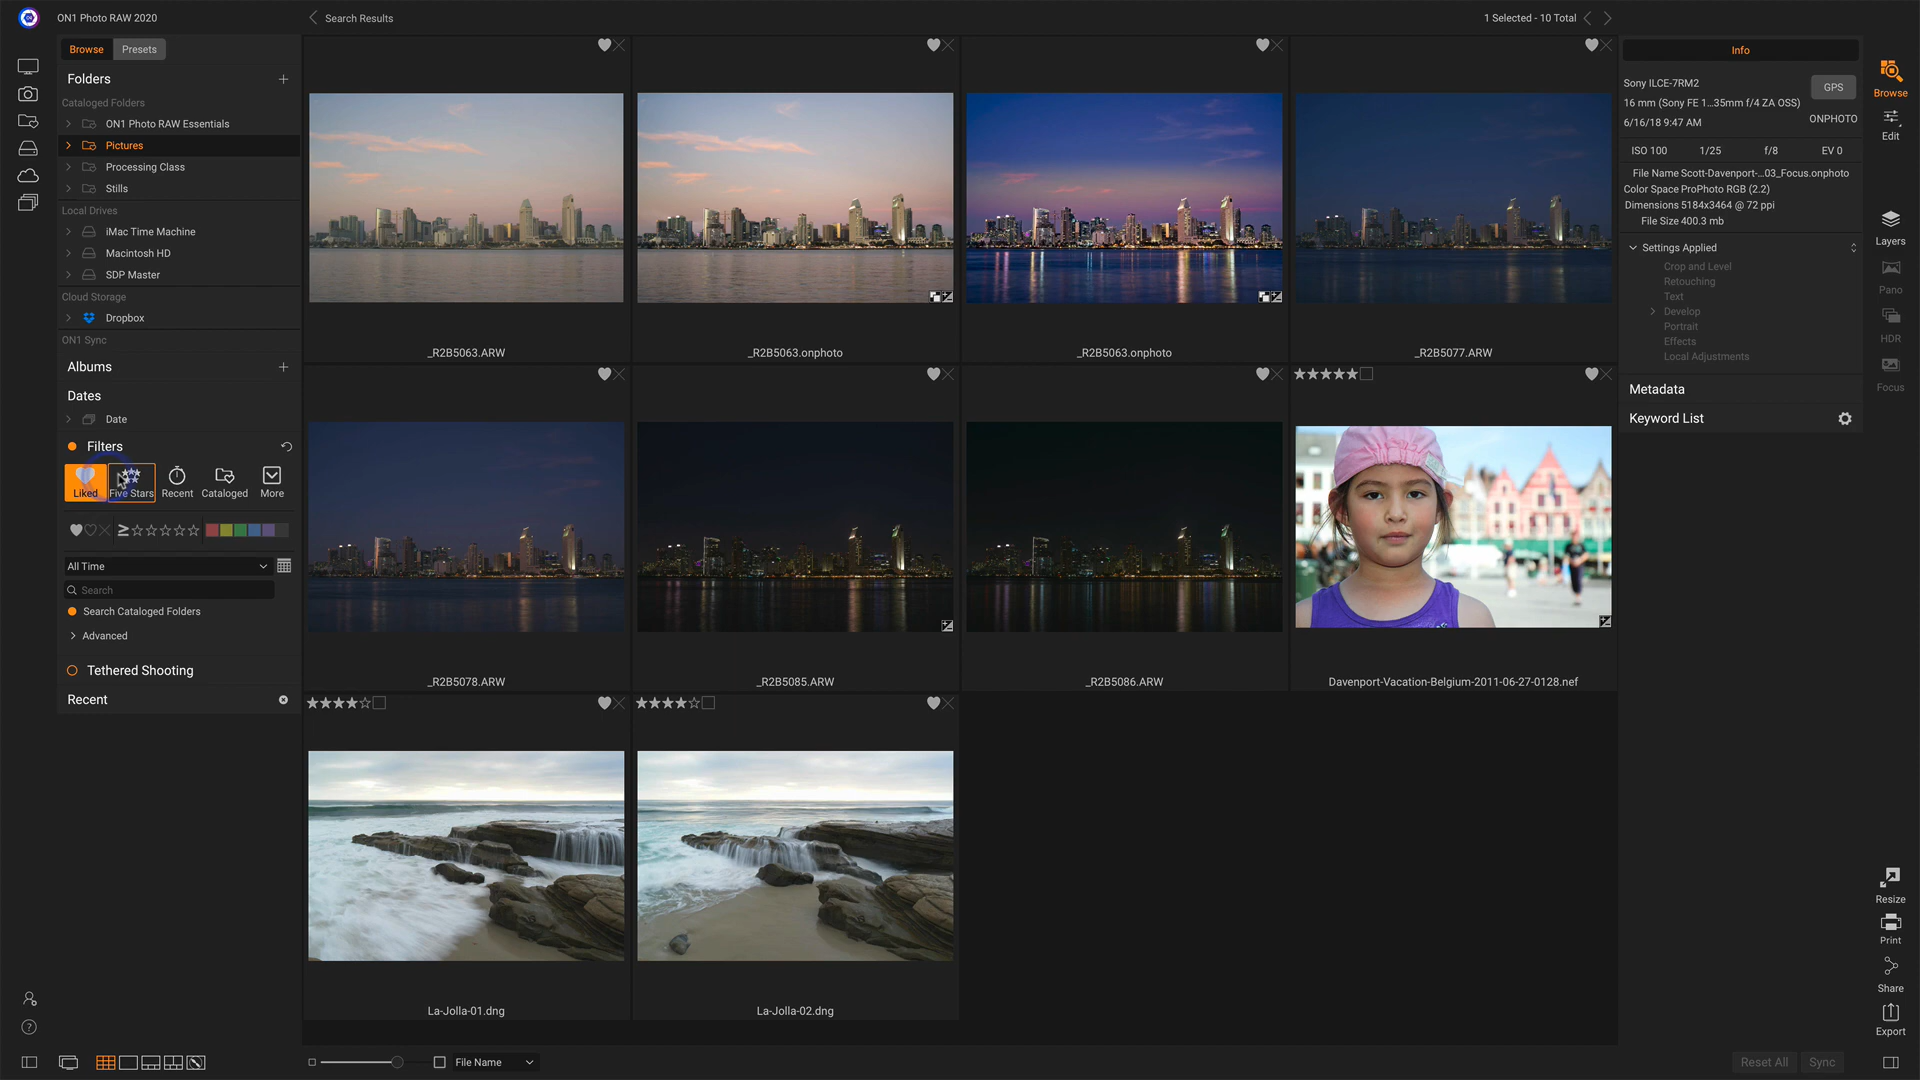 ON1 Photo RAW 2020
Search Results
1 Selected - 10 Total
Browse
Presets
Folders
Cataloged Folders
ON1 Photo RAW Essentials
Pictures
Processing Class
Stills
Local Drives
iMac Time Machine
Macintosh HD
SDP Master
Cloud Storage
Dropbox
ON1 Sync
Albums
Dates
Date
Filters
Liked
Five Stars
Recent
Cataloged
More
All Time
Search
Search Cataloged Folders
Advanced
Tethered Shooting
Recent
_R2B5063.ARW
_R2B5063.onphoto
_R2B5063.onphoto
_R2B5077.ARW
_R2B5078.ARW
_R2B5085.ARW
_R2B5086.ARW
Davenport-Vacation-Belgium-2011-06-27-0128.nef
La-Jolla-01.dng
La-Jolla-02.dng
File Name
Info
Sony ILCE-7RM2
GPS
16 mm (Sony FE 1...35mm f/4 ZA OSS)
6/16/18 9:47 AM
ONPHOTO
ISO 100 1/25 f/8 EV 0
File Name Scott-Davenport-...03_Focus.onphoto
Color Space ProPhoto RGB (2.2)
Dimensions 5184x3464 @ 72 ppi
File Size 400.3 mb
Settings Applied
Crop and Level
Retouching
Text
Develop
Portrait
Effects
Local Adjustments
Metadata
Keyword List
Reset All
Sync
Browse
Edit
Layers
Pano
HDR
Focus
Resize
Print
Share
Export